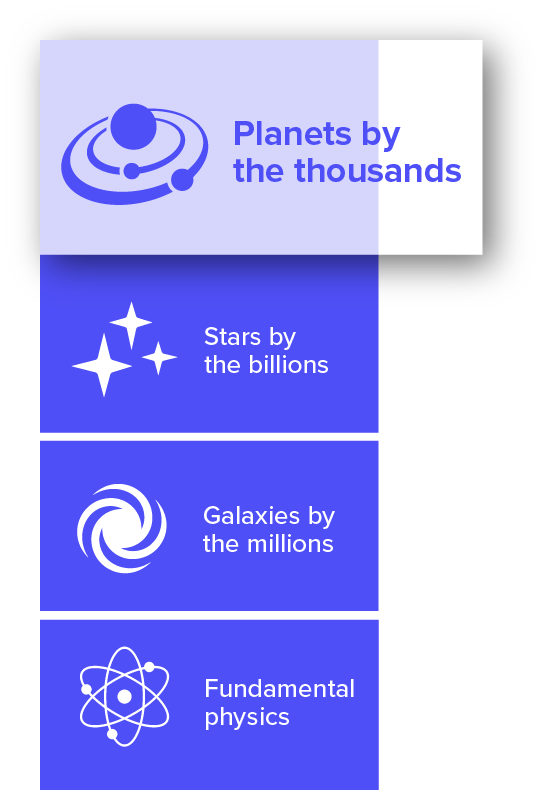 Planets by
the thousands
Stars by
the billions
Galaxies by
the millions
Fundamental
physics